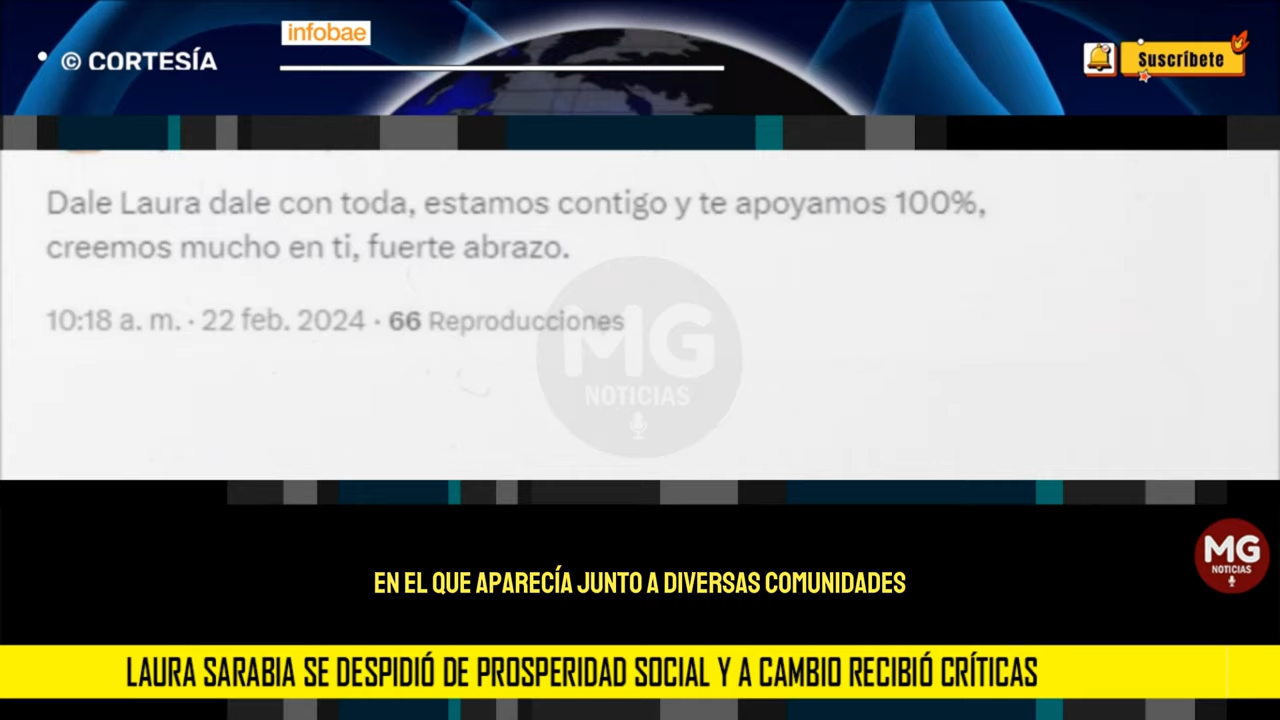 infobae
© CORTESÍA
Suscríbete
Dale Laura dale con toda, estamos contigo y te apoyamos 100%,
creemos mucho en ti, fuerte abrazo.
10:18 a. m. · 22 feb. 2024 · 66 Reproducciones
MG
NOTICIAS
EN EL QUE APARECÍA JUNTO A DIVERSAS COMUNIDADES
MG
NOTICIAS
LAURA SARABIA SE DESPIDIÓ DE PROSPERIDAD SOCIAL Y A CAMBIO RECIBIÓ CRÍTICAS